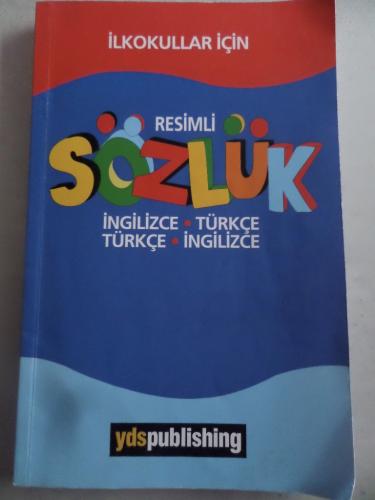 İLKOKULLAR İÇİN
RESİMLİ
SÖZLÜK
İNGİLİZCE • TÜRKÇE
TÜRKÇE • İNGİLİZCE
ydspublishing